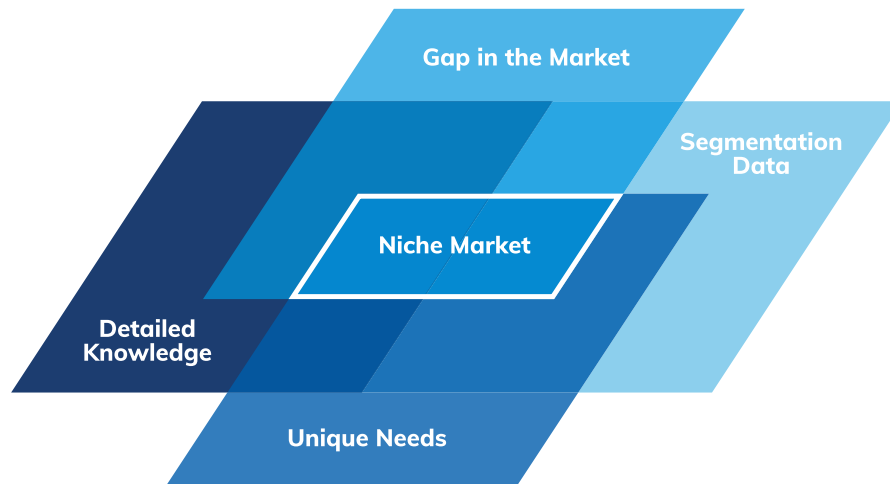 Gap in the Market
Segmentation
Data
Niche Market
Detailed
Knowledge
Unique Needs